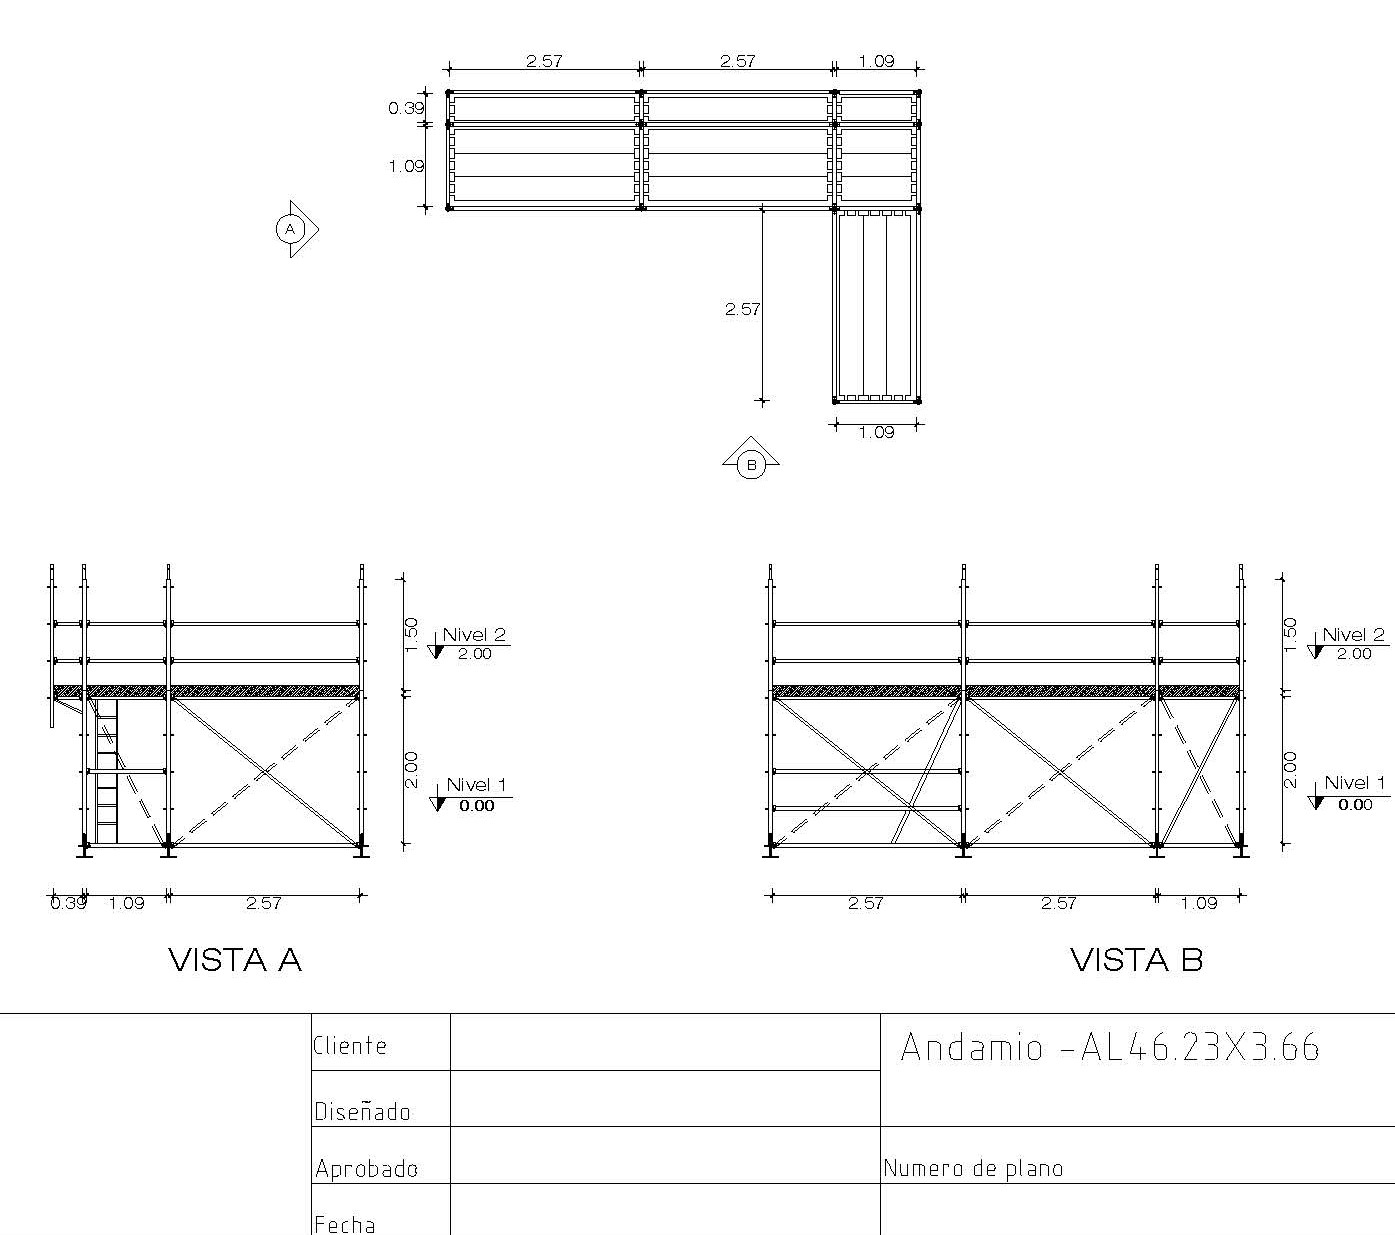 2.57 2.57 1.09
0.39
1.09
A
2.57
1.09
B
1.50
Nivel 2
2.00
2.00
Nivel 1
0.00
0.39 1.09 2.57
VISTA A
1.50
Nivel 2
2.00
2.00
Nivel 1
0.00
2.57 2.57 1.09
VISTA B
Cliente
Andamio -AL46.23X3.66
Diseñado
Aprobado
Numero de plano
Fecha